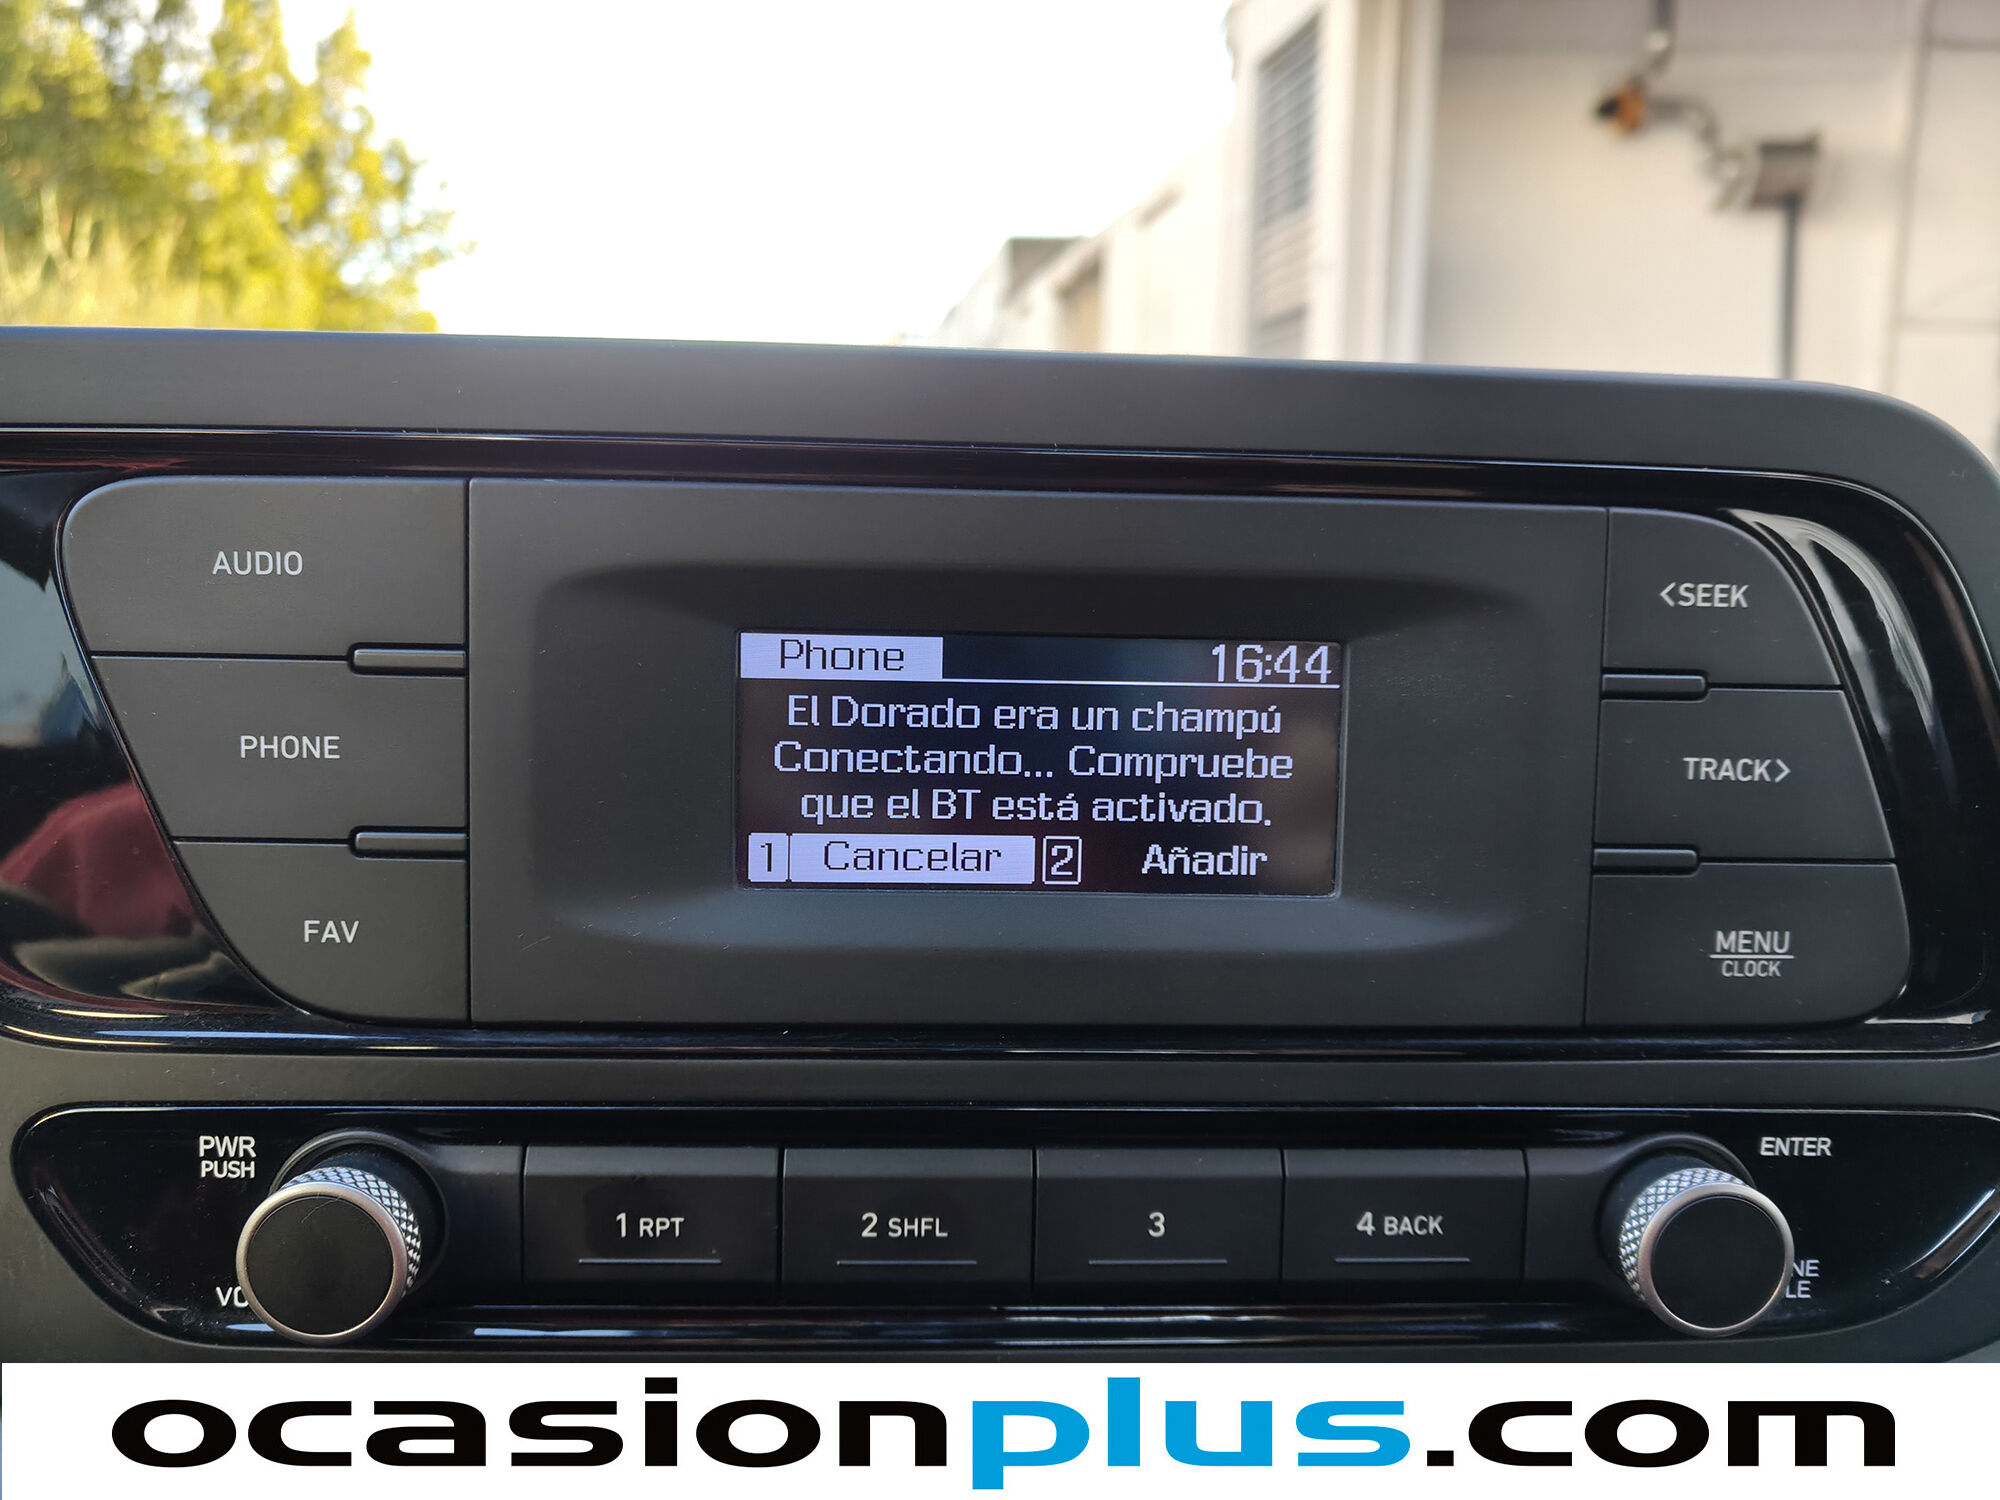 AUDIO
PHONE
FAV
Phone 16:44
El Dorado era un champú
Conectando... Compruebe
que el BT está activado.
1 Cancelar 2 Añadir
<SEEK
TRACK>
MENU
CLOCK
PWR
PUSH
1 RPT
2 SHFL
3
4 BACK
ENTER
ocasionplus.com